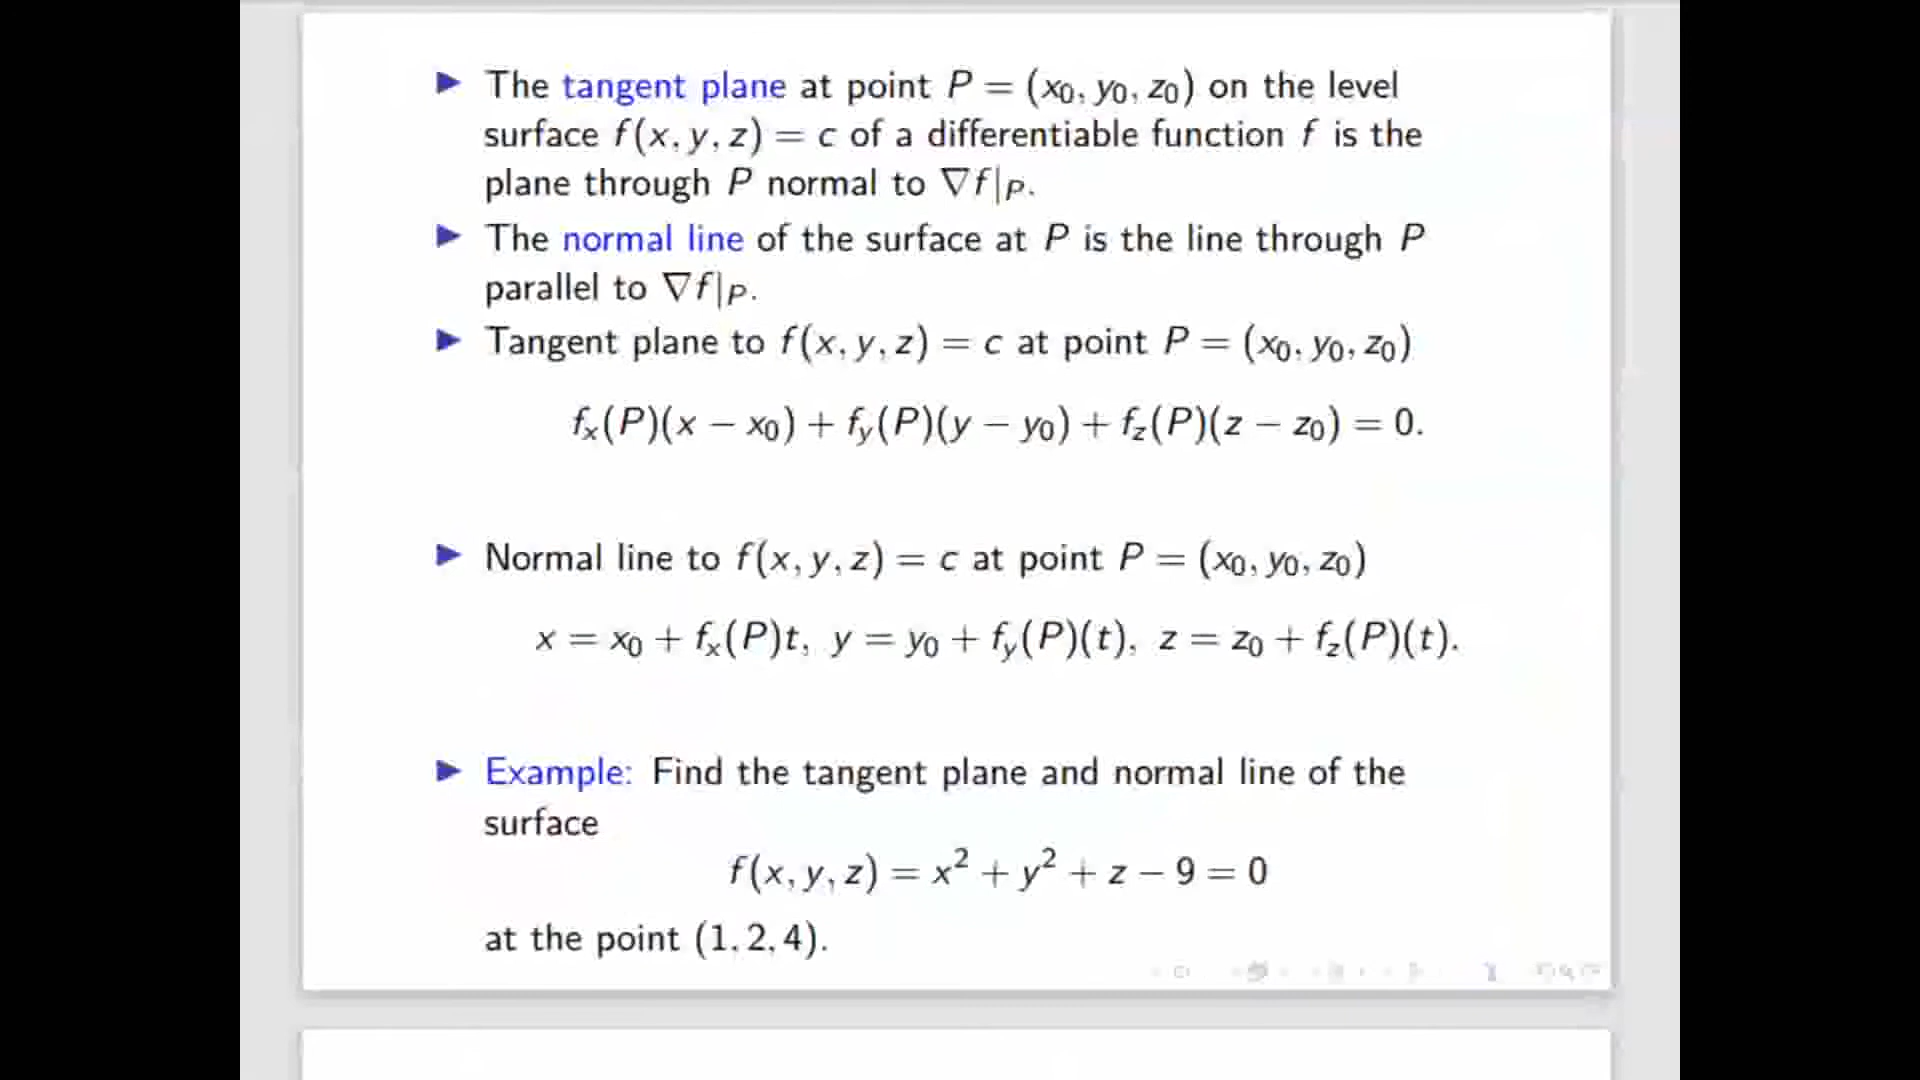 ▶ The tangent plane at point P = (x₀, y₀, z₀) on the level
surface f(x, y, z) = c of a differentiable function f is the
plane through P normal to ∇f|P.
▶ The normal line of the surface at P is the line through P
parallel to ∇f|P.
▶ Tangent plane to f(x, y, z) = c at point P = (x₀, y₀, z₀)
fₓ(P)(x − x₀) + f_y(P)(y − y₀) + f_z(P)(z − z₀) = 0.
▶ Normal line to f(x, y, z) = c at point P = (x₀, y₀, z₀)
x = x₀ + fₓ(P)t, y = y₀ + f_y(P)(t), z = z₀ + f_z(P)(t).
▶ Example: Find the tangent plane and normal line of the
surface
f(x, y, z) = x² + y² + z − 9 = 0
at the point (1, 2, 4).